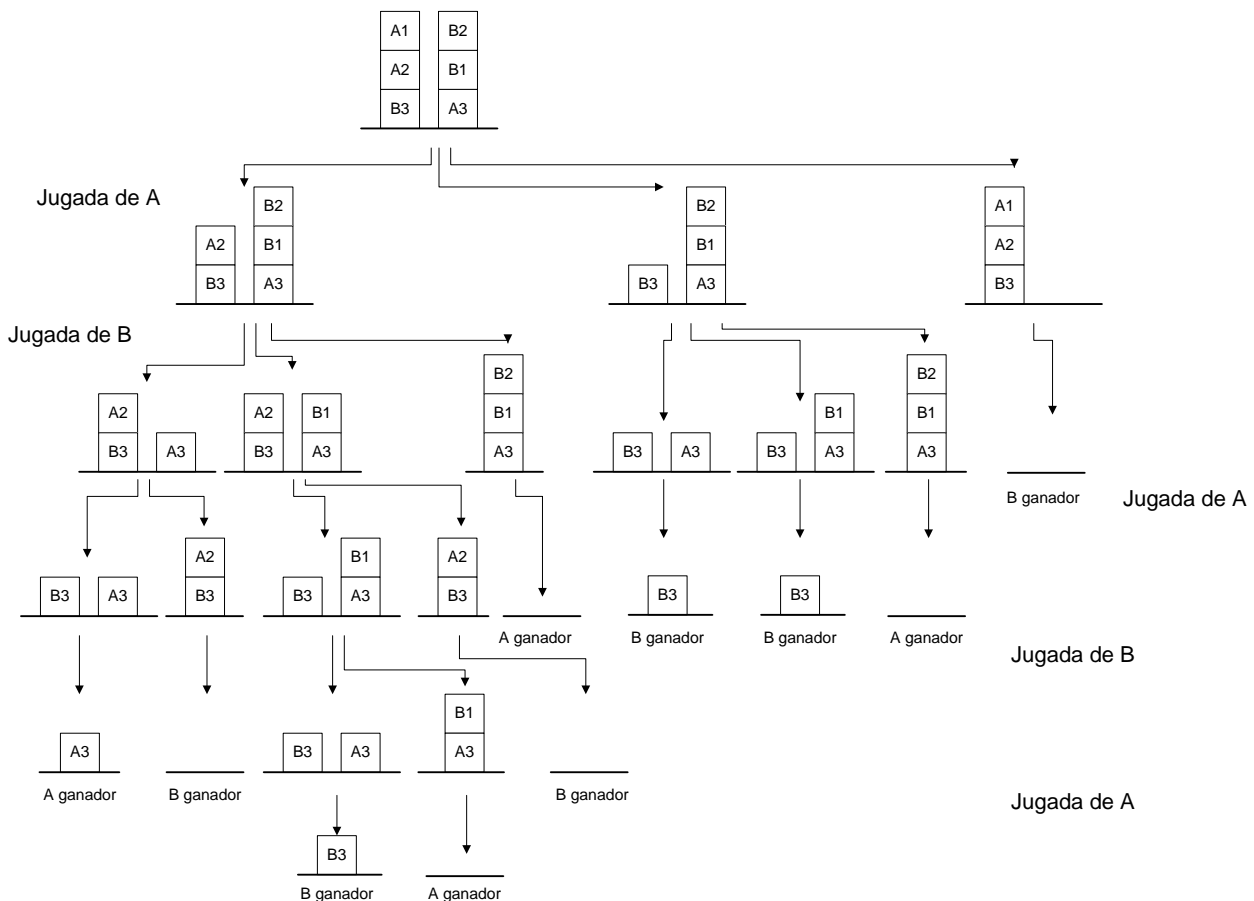 A1 B2
A2 B1
B3 A3
Jugada de A
B2 B2 A1
A2 B1 B1 A2
B3 A3 B3 A3 B3
Jugada de B
B2 B2
A2 A2 B1 B1 B1 B1
B3 A3 B3 A3 A3 B3 A3 B3 A3 A3
B ganador Jugada de A
A2 B1 A2
B3 A3 B3 B3 A3 B3 B3 B3
A ganador B ganador B ganador A ganador
Jugada de B
B1
A3 B3 A3 A3
A ganador B ganador B ganador
Jugada de A
B3
B ganador A ganador